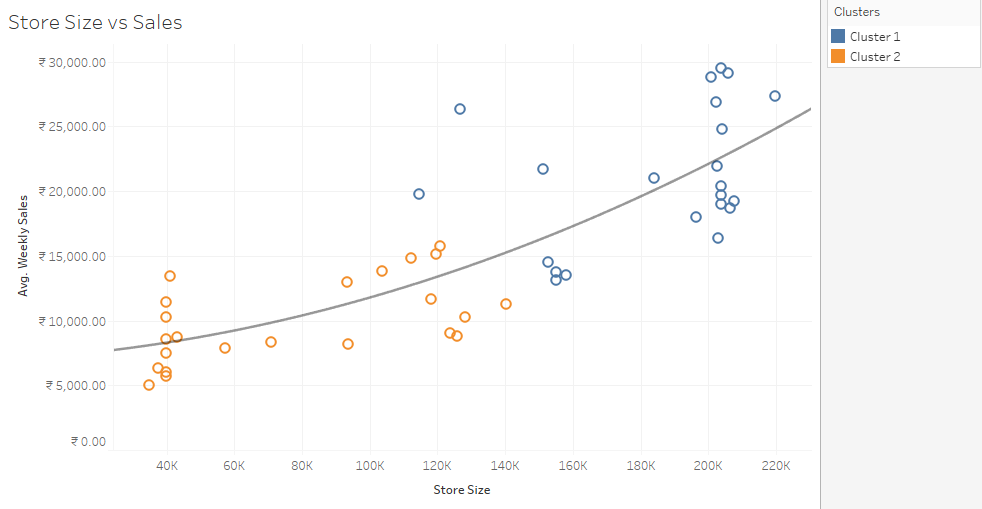 Store Size vs Sales
Clusters
Cluster 1
Cluster 2
Avg. Weekly Sales
₹ 30,000.00
₹ 25,000.00
₹ 20,000.00
₹ 15,000.00
₹ 10,000.00
₹ 5,000.00
₹ 0.00
40K 60K 80K 100K 120K 140K 160K 180K 200K 220K
Store Size